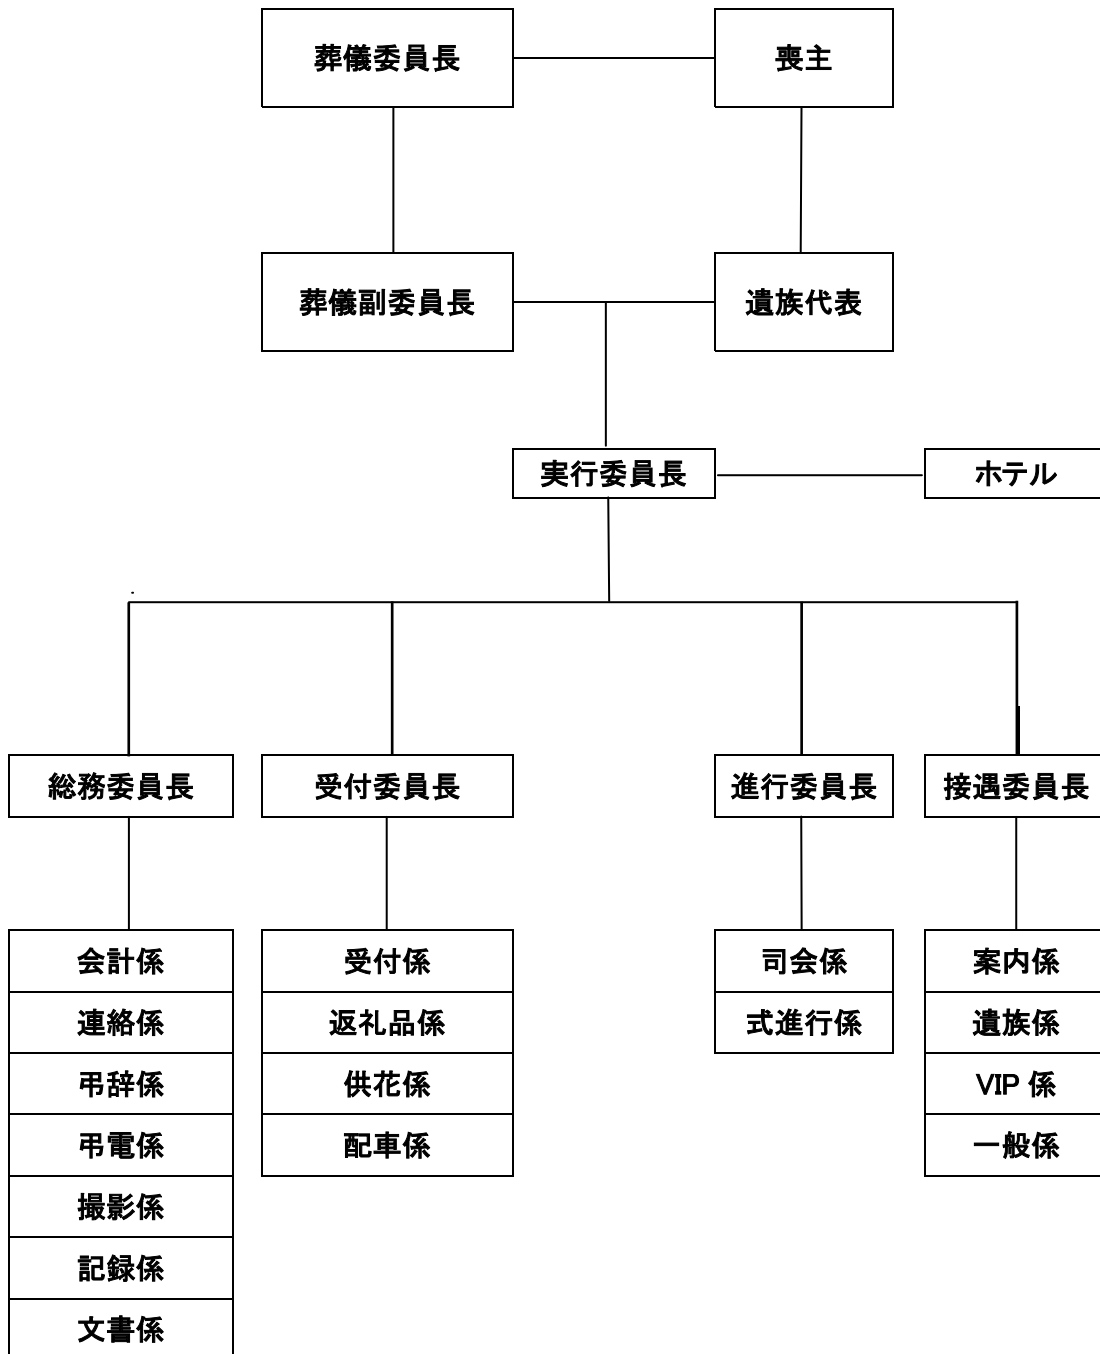 葬儀委員長
喪主
葬儀副委員長
遺族代表
実行委員長
ホテル
総務委員長
受付委員長
進行委員長
接遇委員長
会計係
連絡係
弔辞係
弔電係
撮影係
記録係
文書係
受付係
返礼品係
供花係
配車係
司会係
式進行係
案内係
遺族係
VIP 係
一般係